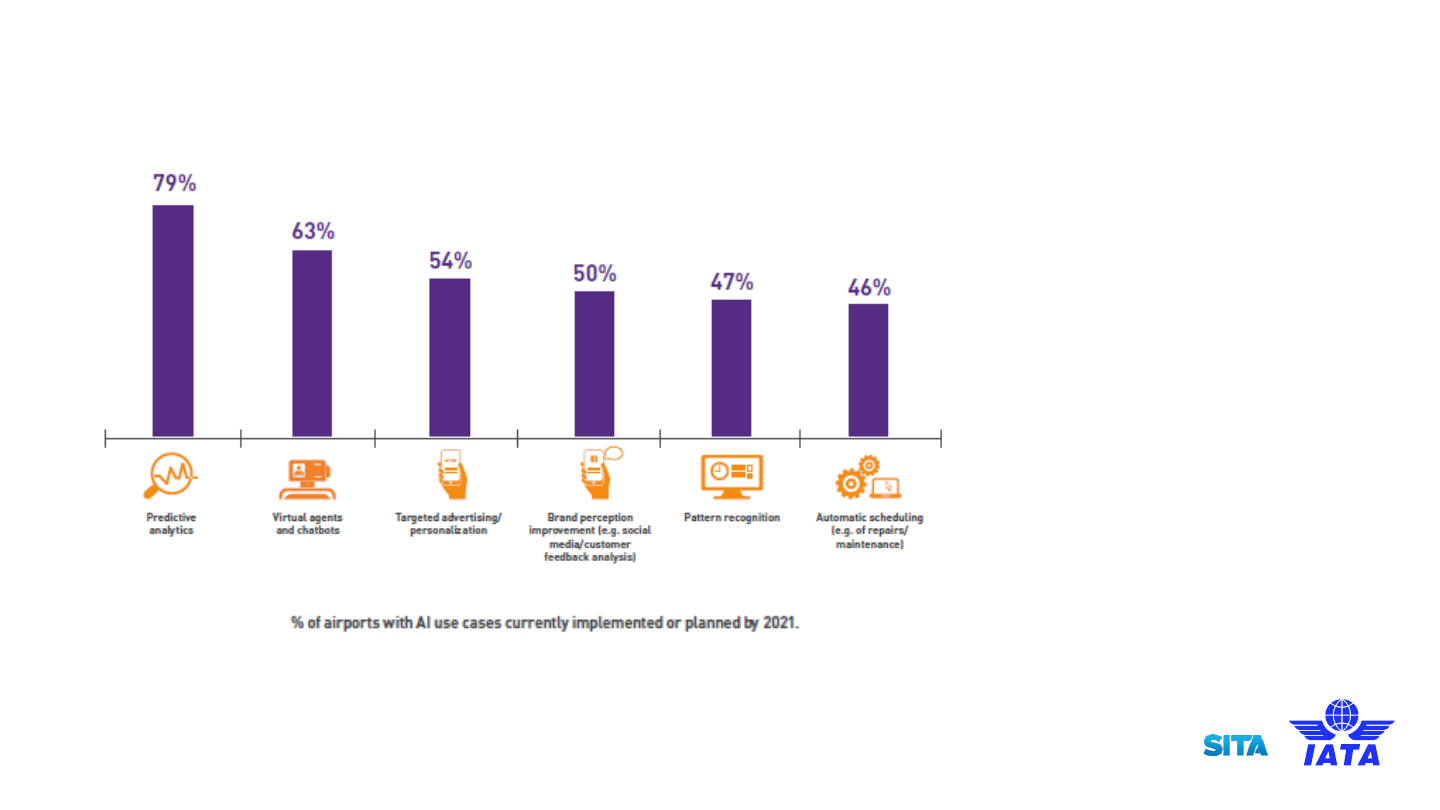 79%
63%
54%
50%
47%
46%
Predictive
analytics
Virtual agents
and chatbots
Targeted advertising/
personalization
Brand perception
improvement (e.g. social
media/customer
feedback analysis)
Pattern recognition
Automatic scheduling
(e.g. of repairs/
maintenance)
% of airports with AI use cases currently implemented or planned by 2021.
SITA
IATA